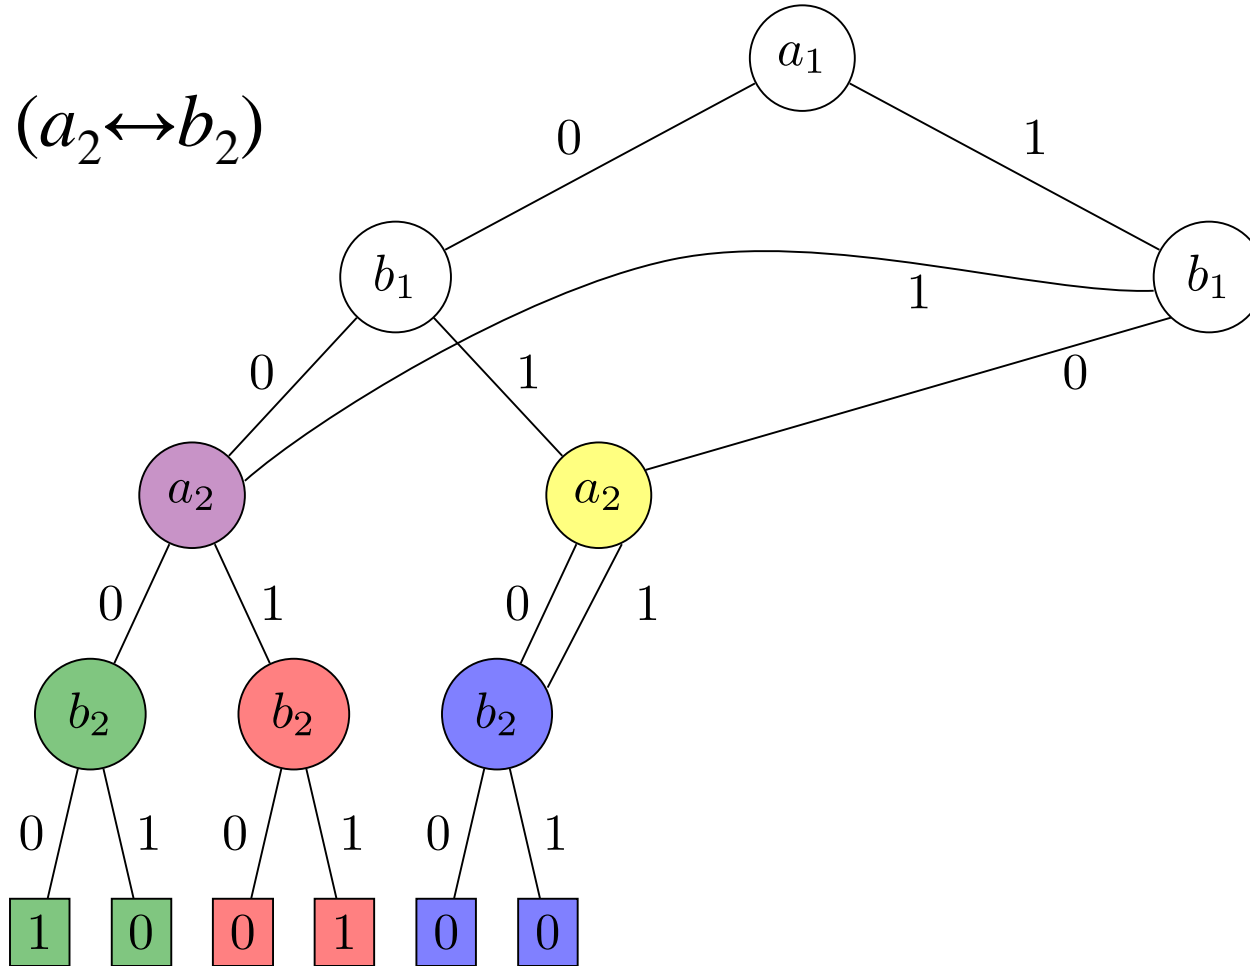 a₁
(a₂↔b₂)
0 1
b₁ b₁
1
0 1 0
a₂ a₂
0 1 0 1
b₂ b₂ b₂
0 1 0 1 0 1
1 0 0 1 0 0